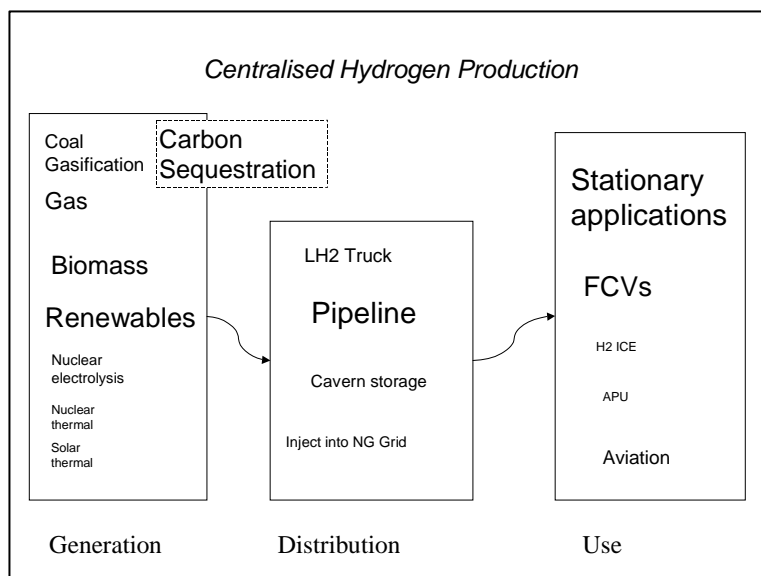 Centralised Hydrogen Production
Coal
Gasification
Carbon
Sequestration
Gas
Biomass
Renewables
Nuclear
electrolysis
Nuclear
thermal
Solar
thermal
LH2 Truck
Pipeline
Cavern storage
Inject into NG Grid
Stationary
applications
FCVs
H2 ICE
APU
Aviation
Generation
Distribution
Use